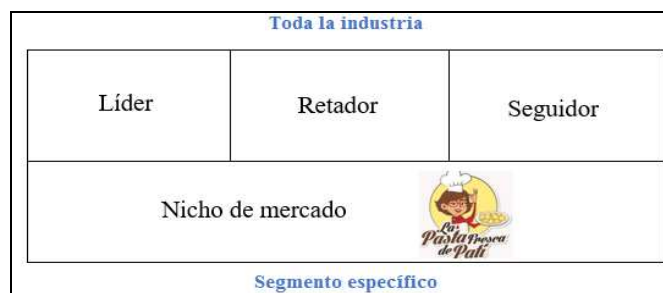 Toda la industria
Líder
Retador
Seguidor
Nicho de mercado
La
Pasta Fresca
de Pati
Segmento específico